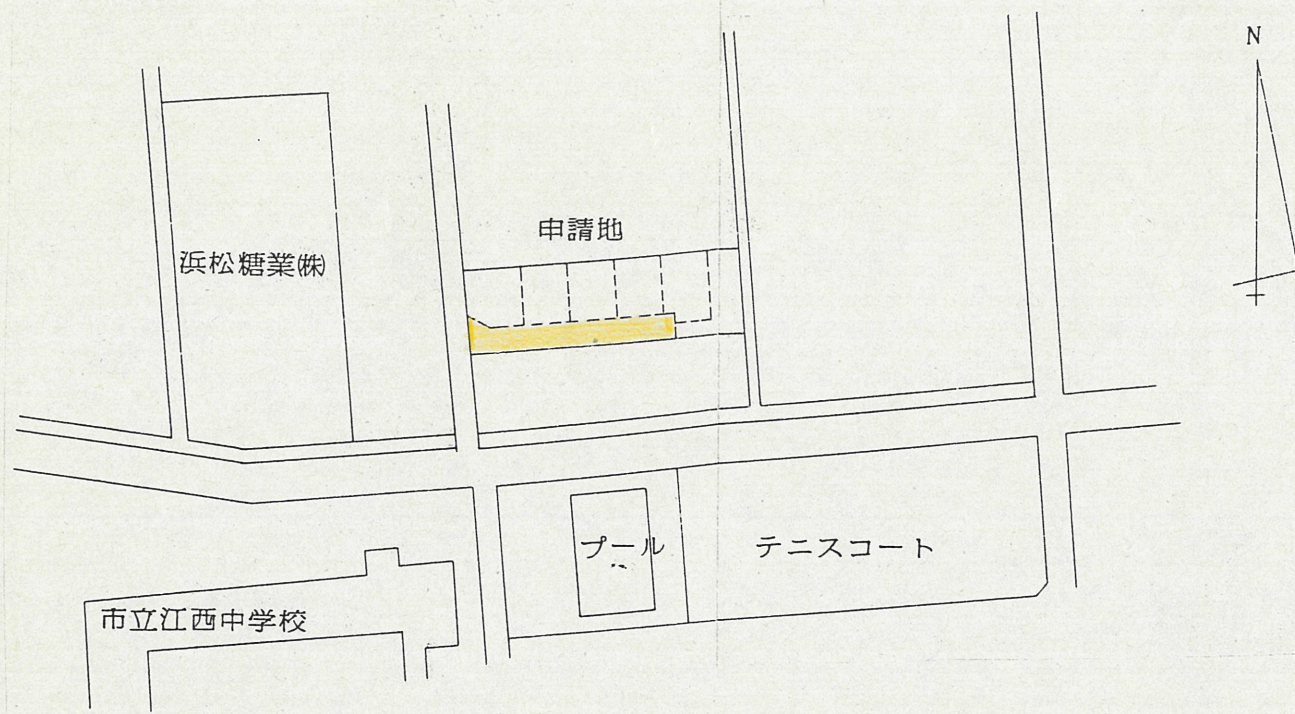 N
申請地
浜松糖業㈱
プール
テニスコート
市立江西中学校